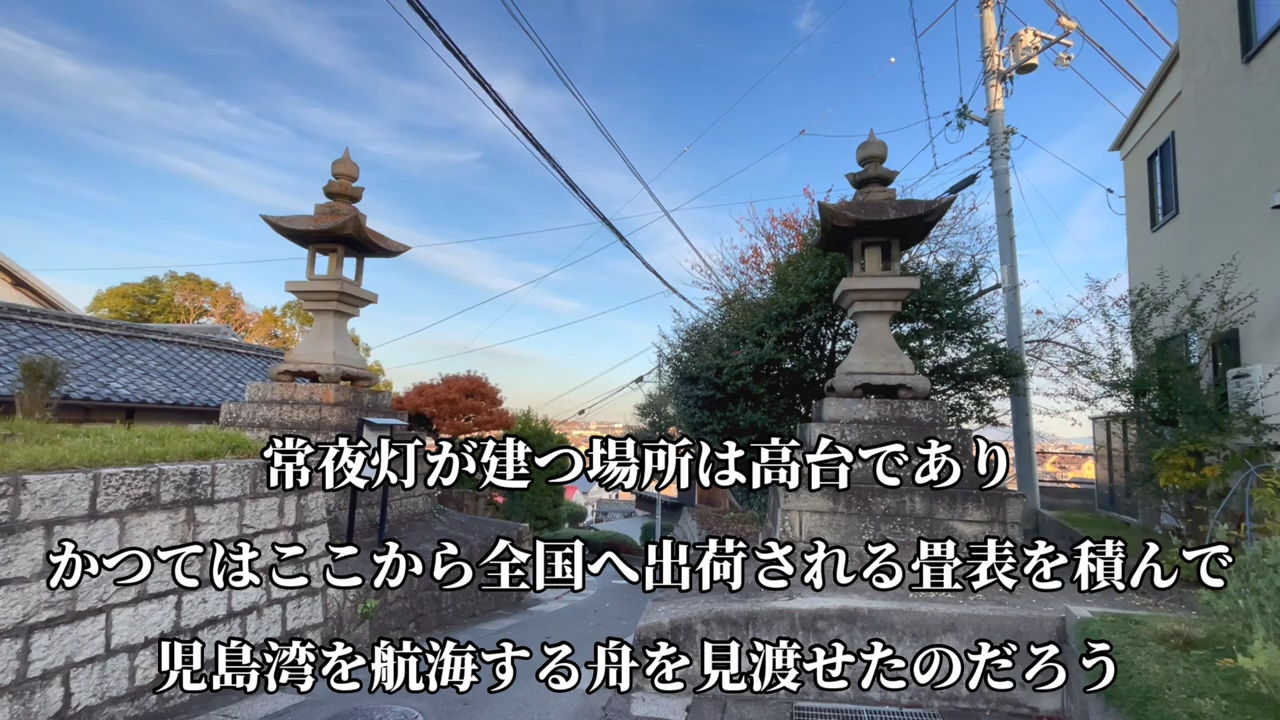 常夜灯が建つ場所は高台であり
かつてはここから全国へ出荷される畳表を積んで
児島湾を航海する舟を見渡せたのだろう